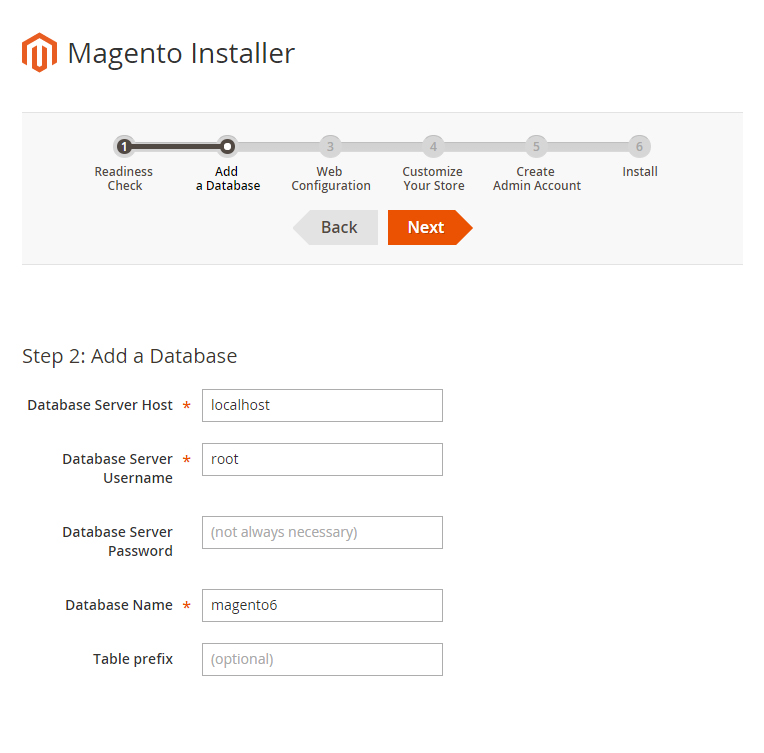 Magento Installer
1 3 4 5 6
Readiness Add Web Customize Create Install
Check a Database Configuration Your Store Admin Account
Back Next
Step 2: Add a Database
Database Server Host * localhost
Database Server * root
Username
Database Server (not always necessary)
Password
Database Name * magento6
Table prefix (optional)